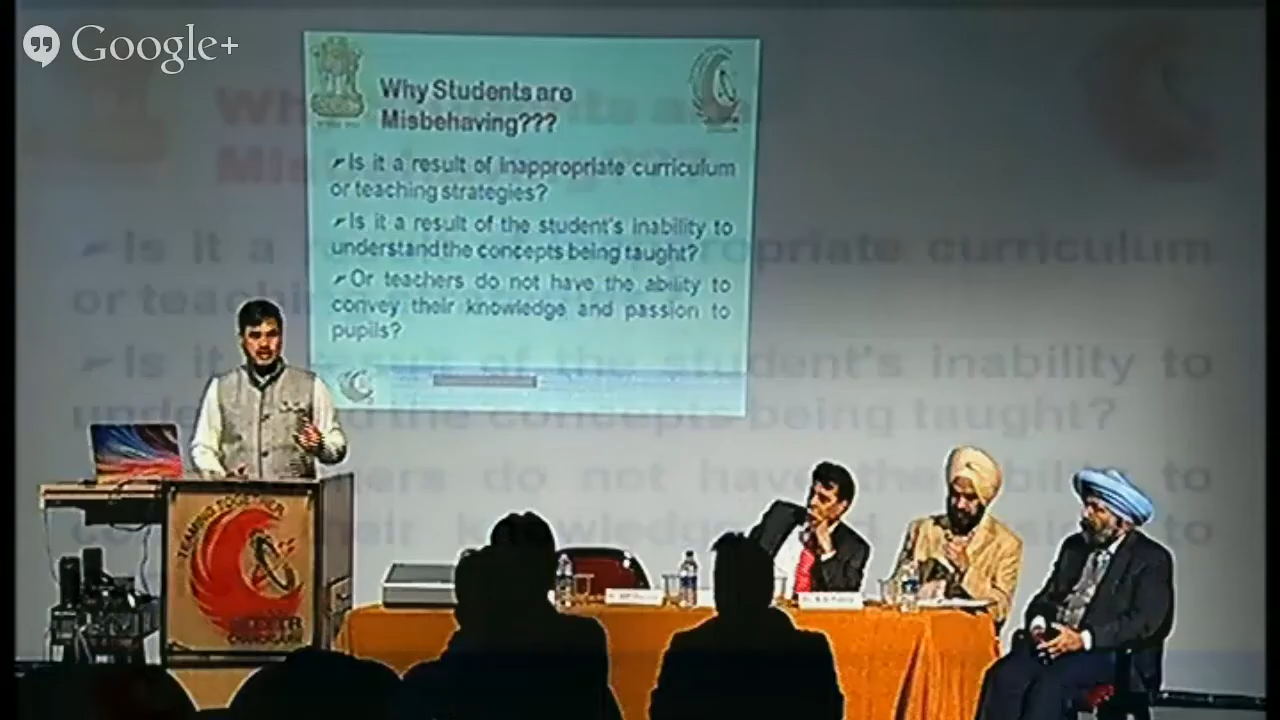 Google+
Why Students are
Misbehaving???
Is it a result of inappropriate curriculum
or teaching strategies?
Is it a result of the student's inability to
understand the concepts being taught?
Or teachers do not have the ability to
convey their knowledge and passion to
pupils?
TEAMING TOGETHER